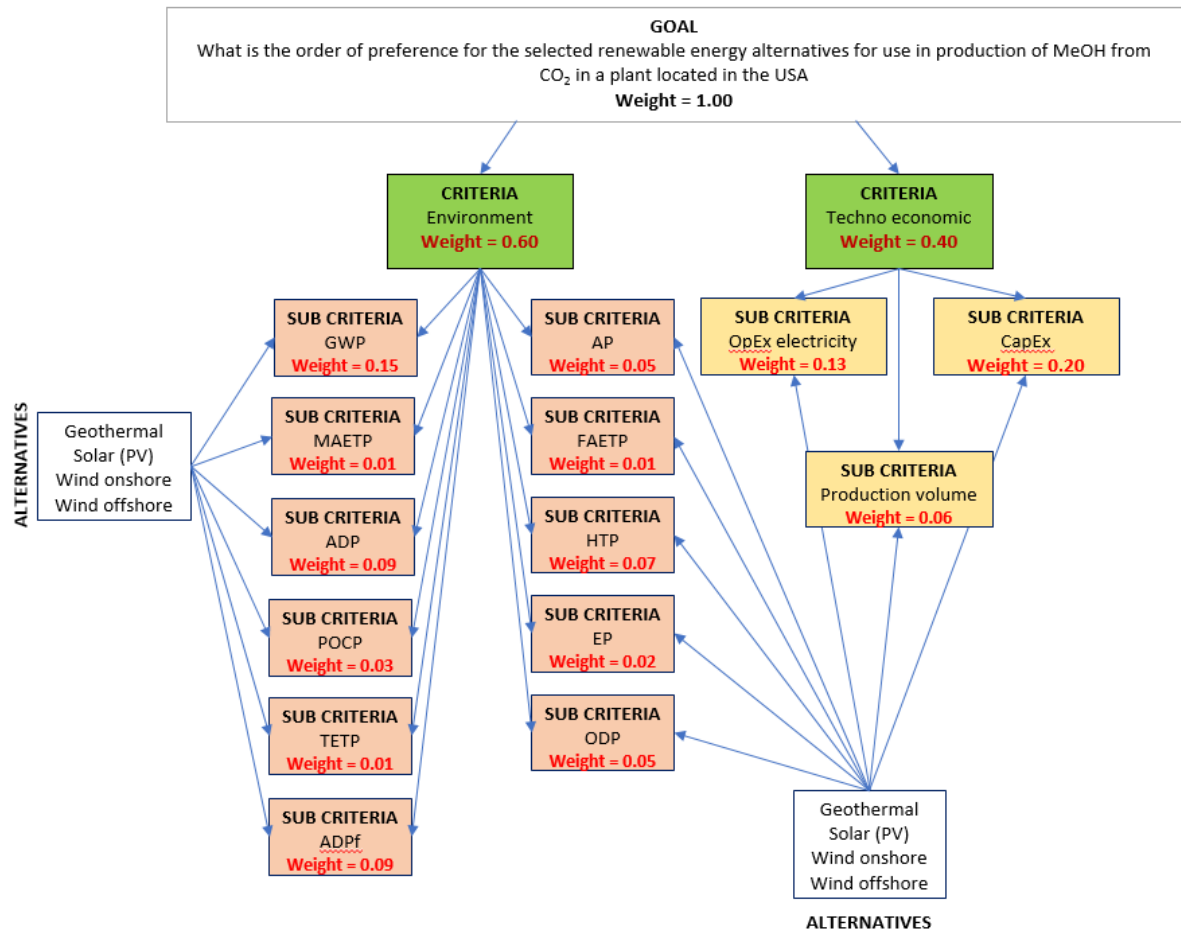 GOAL
What is the order of preference for the selected renewable energy alternatives for use in production of MeOH from
CO₂ in a plant located in the USA
Weight = 1.00
CRITERIA
Environment
Weight = 0.60
CRITERIA
Techno economic
Weight = 0.40
SUB CRITERIA
GWP
Weight = 0.15
SUB CRITERIA
AP
Weight = 0.05
SUB CRITERIA
OpEx electricity
Weight = 0.13
SUB CRITERIA
CapEx
Weight = 0.20
ALTERNATIVES
Geothermal
Solar (PV)
Wind onshore
Wind offshore
SUB CRITERIA
MAETP
Weight = 0.01
SUB CRITERIA
FAETP
Weight = 0.01
SUB CRITERIA
Production volume
Weight = 0.06
SUB CRITERIA
ADP
Weight = 0.09
SUB CRITERIA
HTP
Weight = 0.07
SUB CRITERIA
POCP
Weight = 0.03
SUB CRITERIA
EP
Weight = 0.02
SUB CRITERIA
TETP
Weight = 0.01
SUB CRITERIA
ODP
Weight = 0.05
SUB CRITERIA
ADPf
Weight = 0.09
Geothermal
Solar (PV)
Wind onshore
Wind offshore
ALTERNATIVES